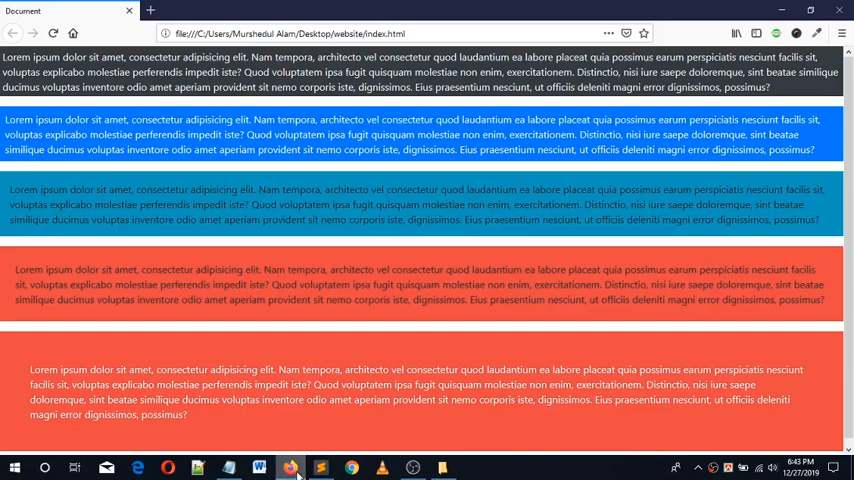 Document
file:///C:/Users/Murshedul Alam/Desktop/website/index.html
Lorem ipsum dolor sit amet, consectetur adipisicing elit. Nam tempora, architecto vel consectetur quod laudantium ea labore placeat quasi possimus earum perspiciatis nesciunt itaque sit,
voluptas explicabo molestiae perferendis impedit iste? Quod voluptatem ipsa fugit quisquam molestiae non enim, exercitationem. Distinctio, nisi iure saepe doloremque, sint beatae similique
ducimus voluptatus inventore odio amet aperiam provident sit nemo corporis iste, dignissimos. Eius praesentium nesciunt, ut officiis deleniti magni error dignissimos, possimus?
Lorem ipsum dolor sit amet, consectetur adipisicing elit. Nam tempora, architecto vel consectetur quod laudantium ea labore placeat quasi possimus earum perspiciatis nesciunt itaque
sit, voluptas explicabo molestiae perferendis impedit iste? Quod voluptatem ipsa fugit quisquam molestiae non enim, exercitationem. Distinctio, nisi iure saepe doloremque, sint beatae
similique ducimus voluptas inventore odio amet aperiam provident sit nemo corporis iste, dignissimos. Eius praesentium nesciunt, ut officiis deleniti magni error dignissimos, possimus?
Lorem ipsum dolor sit amet, consectetur adipisicing elit. Nam tempora, architecto vel consectetur quod laudantium ea labore placeat quasi possimus earum perspiciatis nesciunt itaque
sit, voluptas explicabo molestiae perferendis impedit iste? Quod voluptatem ipsa fugit quisquam molestiae non enim, exercitationem. Distinctio, nisi iure saepe doloremque, sint beatae
similique ducimus voluptas inventore odio amet aperiam provident sit nemo corporis iste, dignissimos. Eius praesentium nesciunt, ut officiis deleniti magni error dignissimos, possimus?
Lorem ipsum dolor sit amet, consectetur adipisicing elit. Nam tempora, architecto vel consectetur quod laudantium ea labore placeat quasi possimus earum perspiciatis nesciunt itaque
sit, voluptas explicabo molestiae perferendis impedit iste? Quod voluptatem ipsa fugit quisquam molestiae non enim, exercitationem. Distinctio, nisi iure saepe doloremque, sint beatae
similique ducimus voluptas inventore odio amet aperiam provident sit nemo corporis iste, dignissimos. Eius praesentium nesciunt, ut officiis deleniti magni error dignissimos, possimus?
Lorem ipsum dolor sit amet, consectetur adipisicing elit. Nam tempora, architecto vel consectetur quod laudantium ea labore placeat quasi possimus earum perspiciatis
nesciunt itaque sit, voluptas explicabo molestiae perferendis impedit iste? Quod voluptatem ipsa fugit quisquam molestiae non enim, exercitationem. Distinctio, nisi iure saepe
doloremque, sint beatae similique ducimus voluptas inventore odio amet aperiam provident sit nemo corporis iste, dignissimos. Eius praesentium nesciunt, ut officiis deleniti
magni error dignissimos, possimus?
6:43 PM
12/27/2019